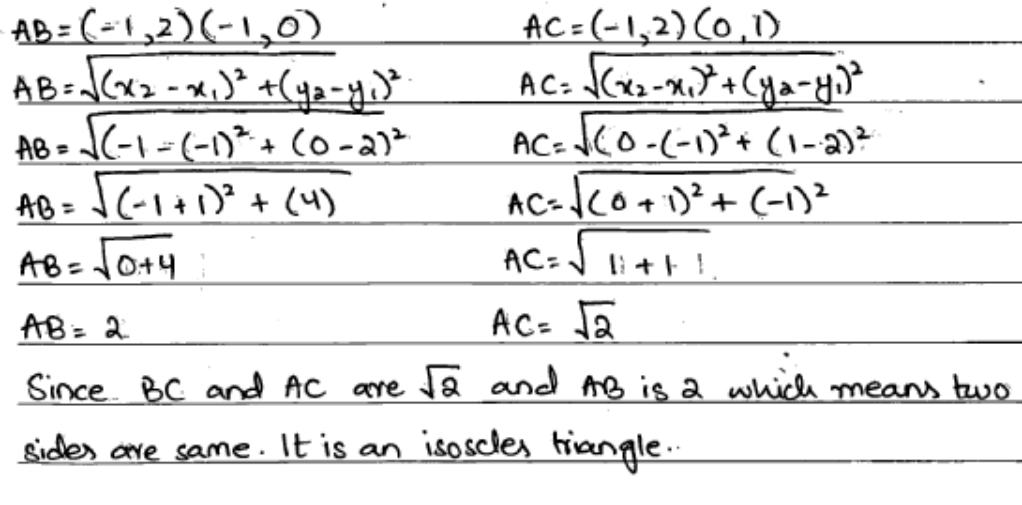 AB = (-1,2) (-1,0) AC = (-1,2) (0,1)
AB = √(x₂ - x₁)² + (y₂ - y₁)² AC = √(x₂ - x₁)² + (y₂ - y₁)²
AB = √(-1 - (-1)² + (0 - 2)² AC = √(0 - (-1)² + (1 - 2)²
AB = √(-1 + 1)² + (4) AC = √(0 + 1)² + (-1)²
AB = √0+4 AC = √1 + 1
AB = 2 AC = √2
Since BC and AC are √2 and AB is 2 which means two
sides are same. It is an isoscles triangle.